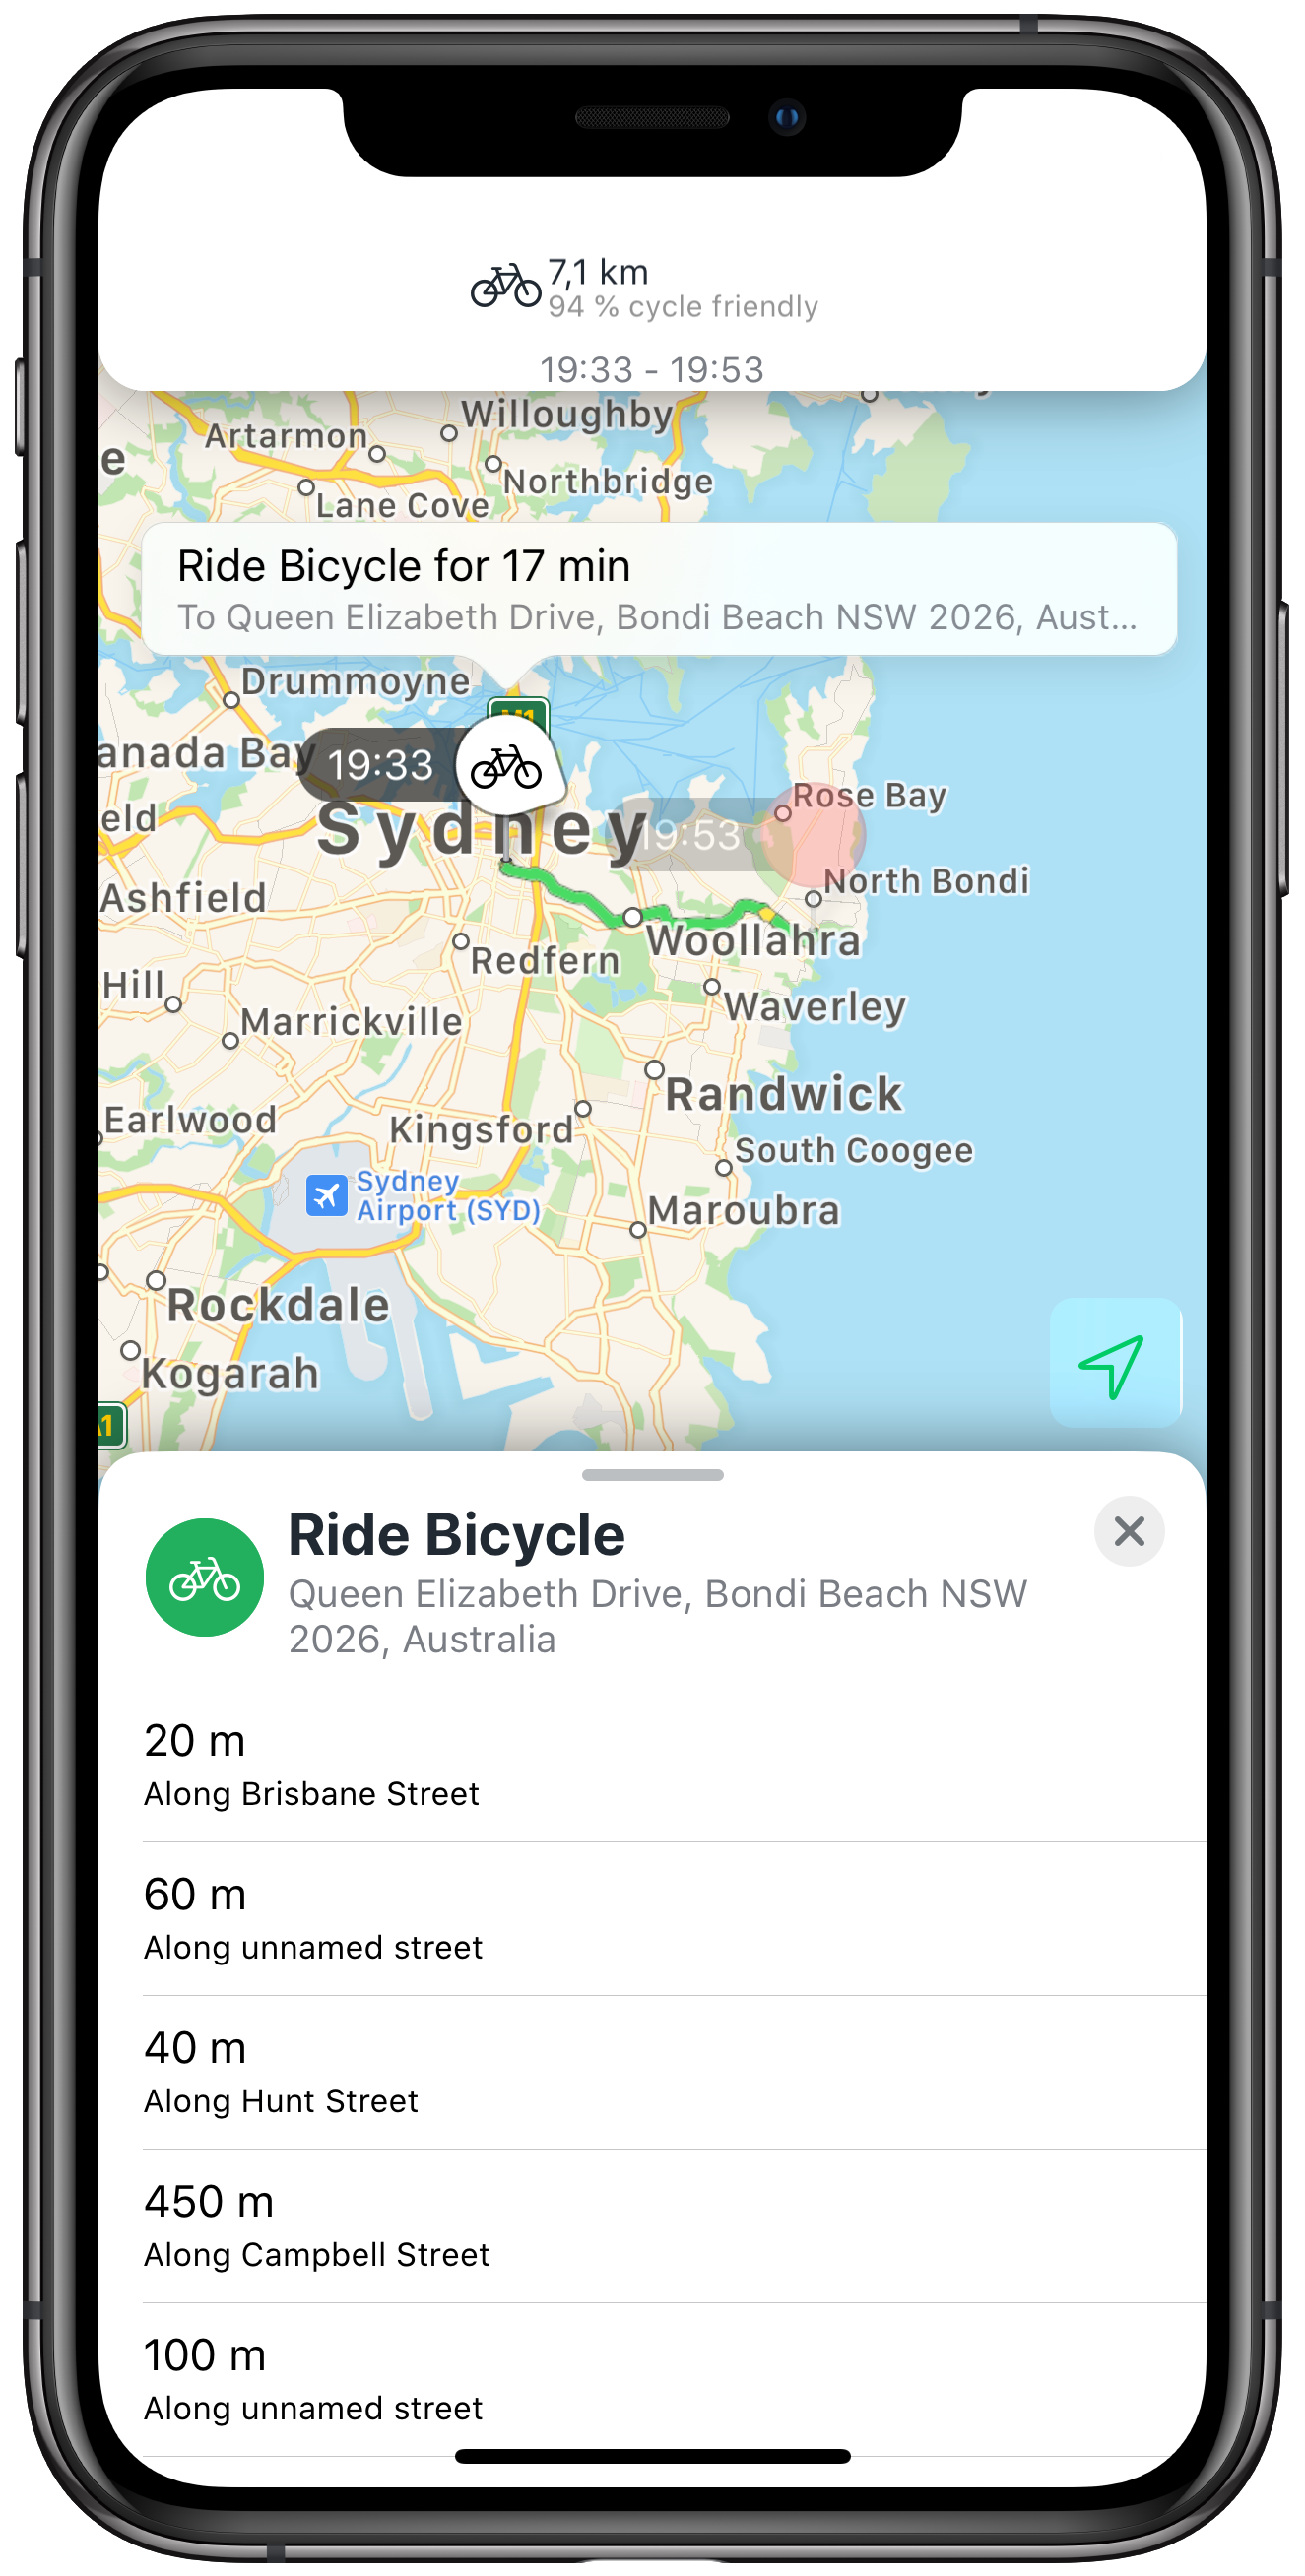 7,1 km
94 % cycle friendly
19:33 - 19:53
Willoughby
Artarmon
e
Northbridge
Lane Cove
Ride Bicycle for 17 min
To Queen Elizabeth Drive, Bondi Beach NSW 2026, Aust...
Drummoyne
M1
anada Bay
19:33
Rose Bay
eld
Sydney
19:53
North Bondi
Ashfield
Woollahra
Redfern
Hill
Waverley
Marrickville
Randwick
Earlwood
Kingsford
South Coogee
Sydney
Airport (SYD)
Maroubra
Rockdale
Kogarah
A1
Ride Bicycle
Queen Elizabeth Drive, Bondi Beach NSW
2026, Australia
20 m
Along Brisbane Street
60 m
Along unnamed street
40 m
Along Hunt Street
450 m
Along Campbell Street
100 m
Along unnamed street